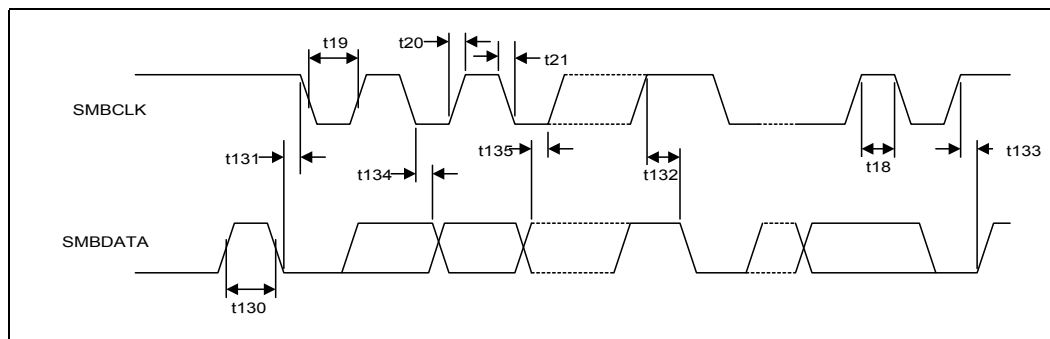 t19
t20
t21
SMBCLK
t131
t134
t135
t132
t18
t133
SMBDATA
t130